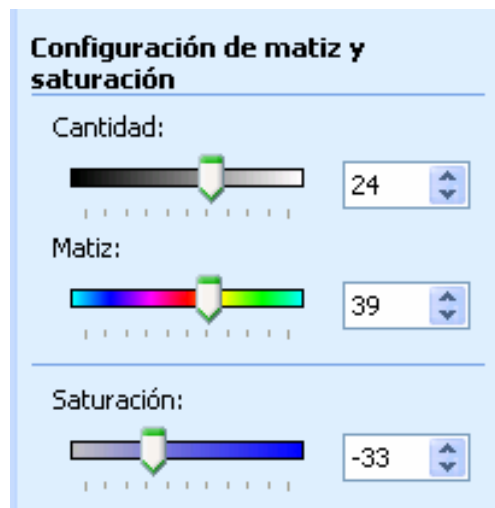 Configuración de matiz y
saturación
Cantidad:
24
Matiz:
39
Saturación:
-33